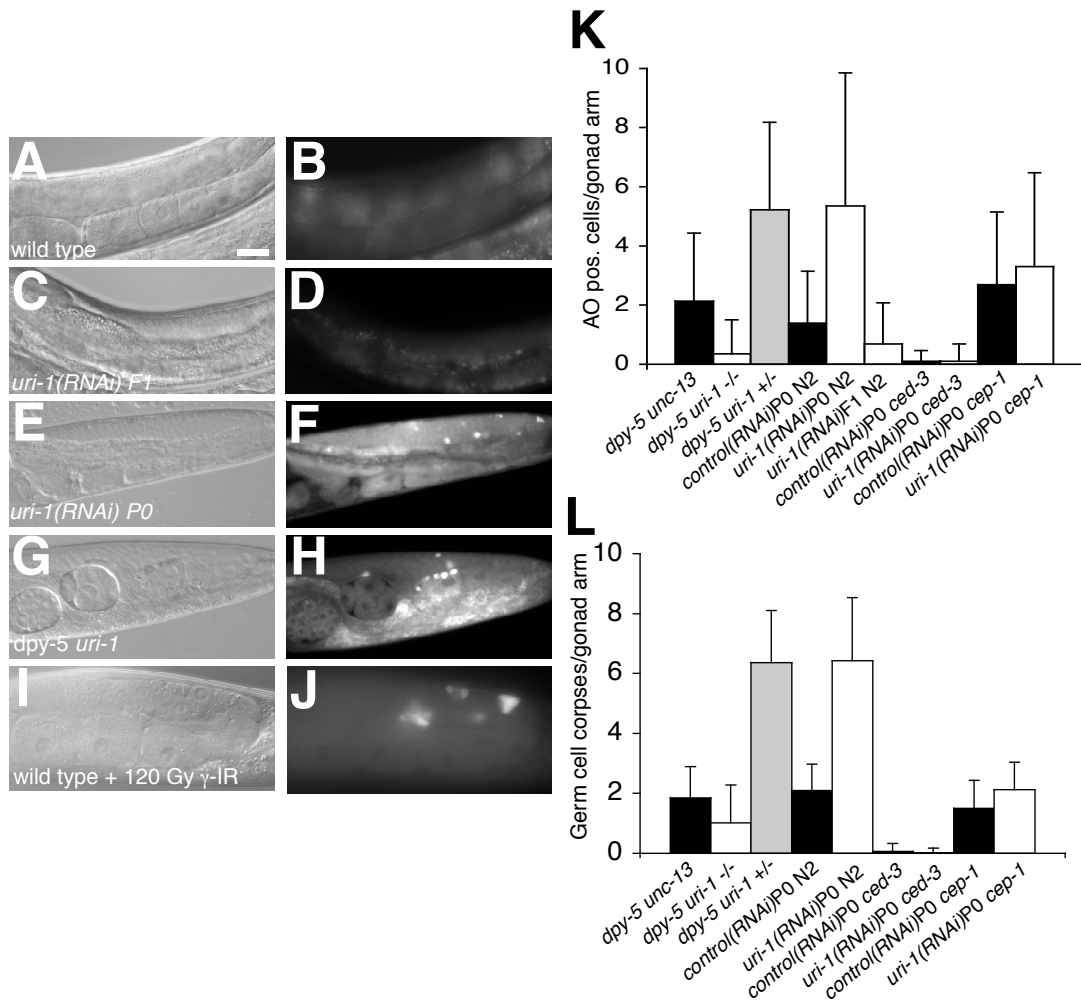 A
wild type
B
C
uri-1(RNAi) F1
D
E
uri-1(RNAi) P0
F
G
dpy-5 uri-1
H
I
wild type + 120 Gy γ-IR
J
K
AO pos. cells/gonad arm
10
8
6
4
2
0
dpy-5 unc-13
dpy-5 uri-1 -/-
dpy-5 uri-1 +/-
control(RNAi)P0 N2
uri-1(RNAi)P0 N2
uri-1(RNAi)F1 N2
control(RNAi)P0 ced-3
uri-1(RNAi)P0 ced-3
control(RNAi)P0 cep-1
uri-1(RNAi)P0 cep-1
L
Germ cell corpses/gonad arm
10
8
6
4
2
0
dpy-5 unc-13
dpy-5 uri-1 -/-
dpy-5 uri-1 +/-
control(RNAi)P0 N2
uri-1(RNAi)P0 N2
control(RNAi)P0 ced-3
uri-1(RNAi)P0 ced-3
control(RNAi)P0 cep-1
uri-1(RNAi)P0 cep-1